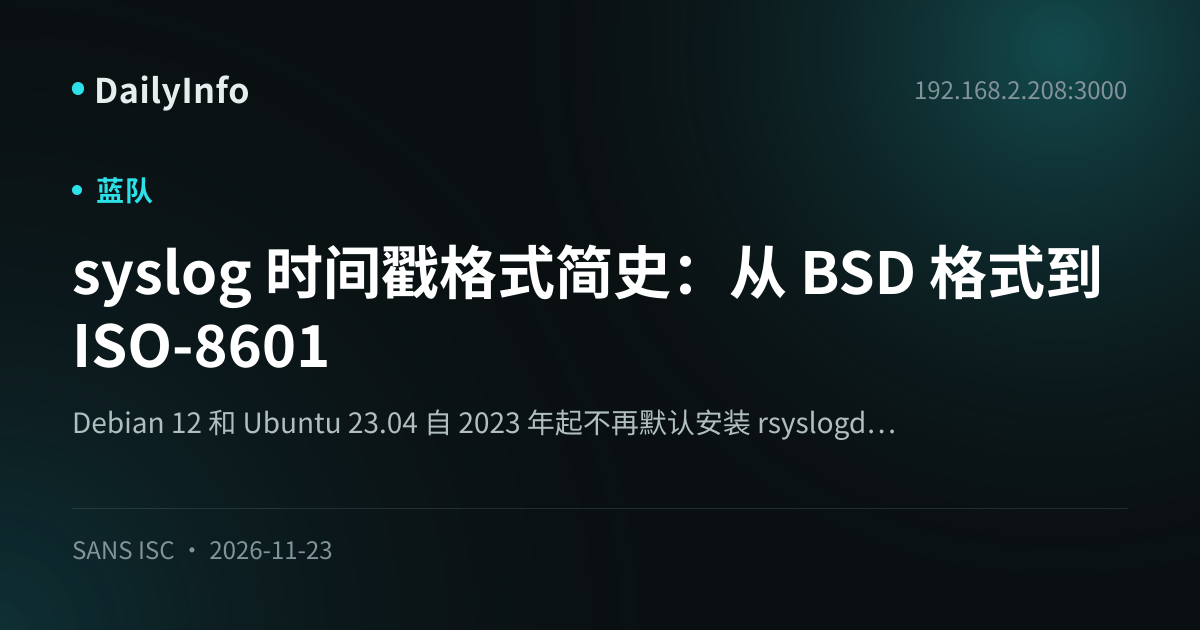 DailyInfo
192.168.2.208:3000
蓝队
syslog 时间戳格式简史：从 BSD 格式到
ISO-8601
Debian 12 和 Ubuntu 23.04 自 2023 年起不再默认安装 rsyslogd…
SANS ISC · 2026-11-23